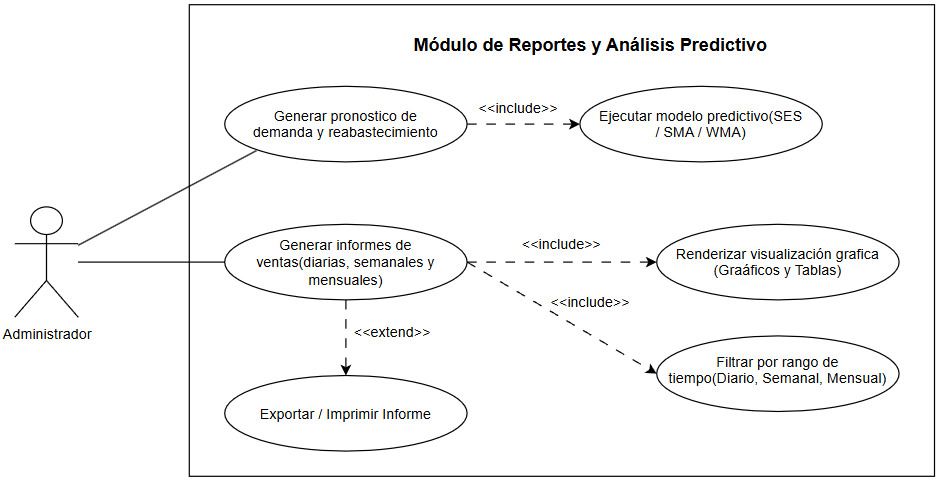 Módulo de Reportes y Análisis Predictivo
Generar pronostico de
demanda y reabastecimiento
<<include>>
Ejecutar modelo predictivo(SES
/ SMA / WMA)
Generar informes de
ventas(diarias, semanales y
mensuales)
<<include>>
Renderizar visualización grafica
(Graáficos y Tablas)
<<include>>
Administrador
<<extend>>
Filtrar por rango de
tiempo(Diario, Semanal, Mensual)
Exportar / Imprimir Informe